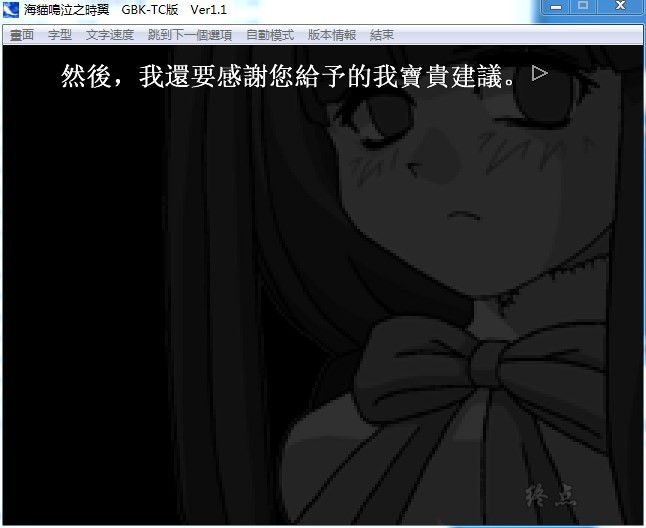 海貓鳴泣之時翼 GBK-TC版 Ver1.1
畫面 字型 文字速度 跳到下一個選項 自動模式 版本情報 結束
然後，我還要感謝您給予的我寶貴建議。
终点